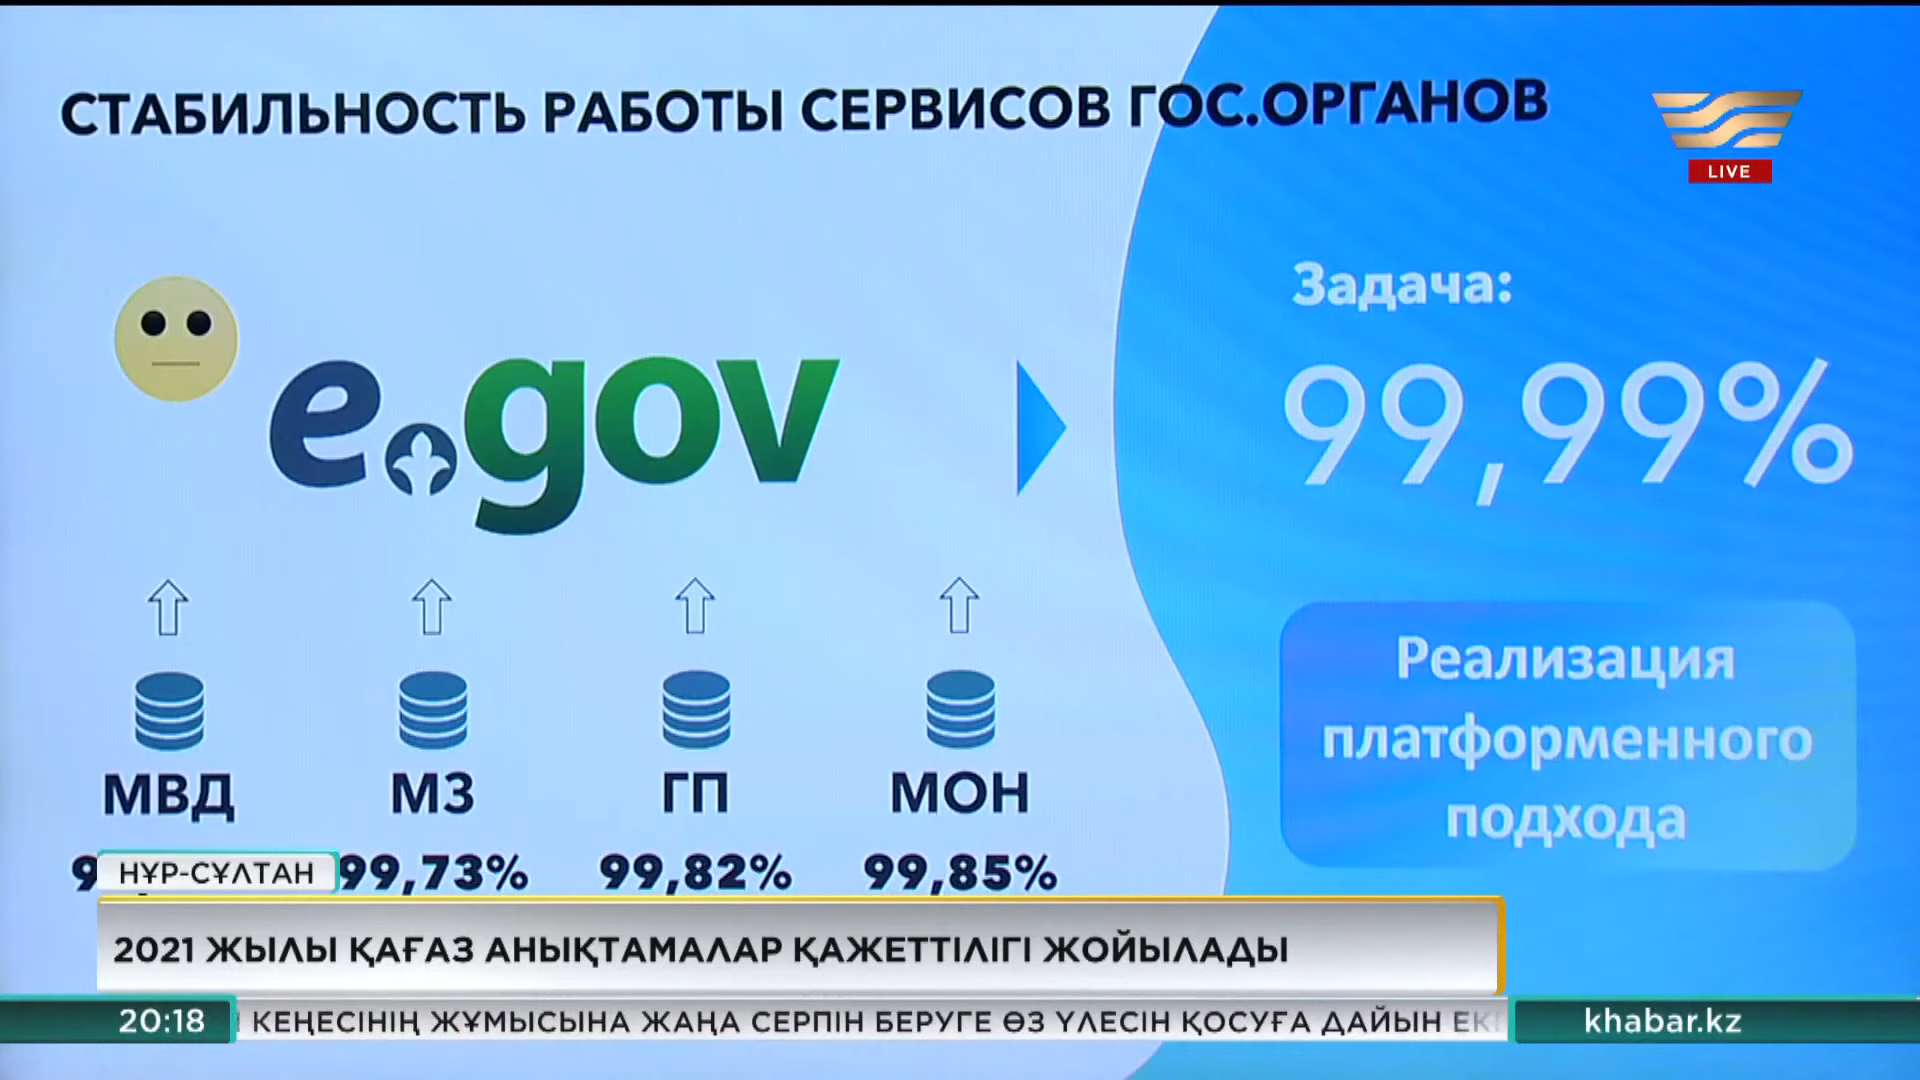 СТАБИЛЬНОСТЬ РАБОТЫ СЕРВИСОВ ГОС.ОРГАНОВ
LIVE
Задача:
e.gov
99,99%
Реализация
платформенного
подхода
МВД МЗ ГП МОН
99,73% 99,82% 99,85%
НҰР-СҰЛТАН
2021 ЖЫЛЫ ҚАҒАЗ АНЫҚТАМАЛАР ҚАЖЕТТІЛІГІ ЖОЙЫЛАДЫ
20:18 КЕҢЕСІНІҢ ЖҰМЫСЫНА ЖАҢА СЕРПІН БЕРУГЕ ӨЗ ҮЛЕСІН ҚОСУҒА ДАЙЫН khabar.kz